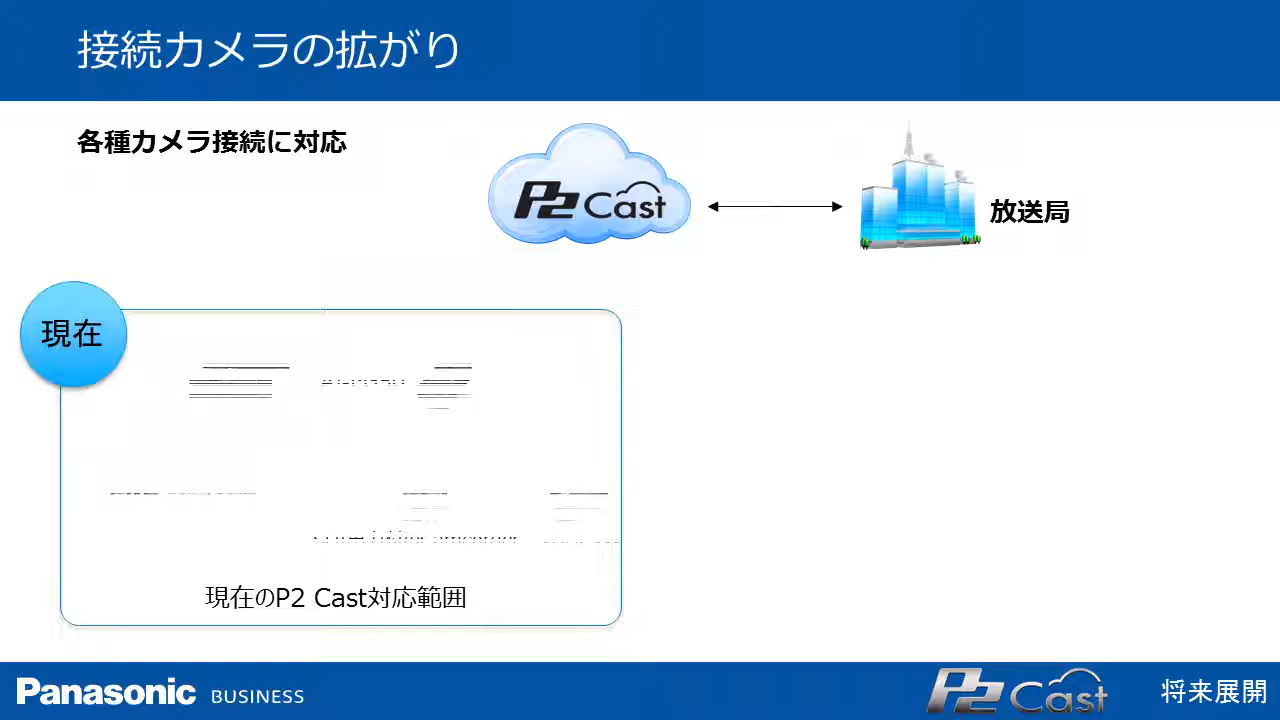 接続カメラの拡がり
各種カメラ接続に対応
P2 Cast
放送局
現在
現在のP2 Cast対応範囲
Panasonic BUSINESS
P2 Cast
将来展開